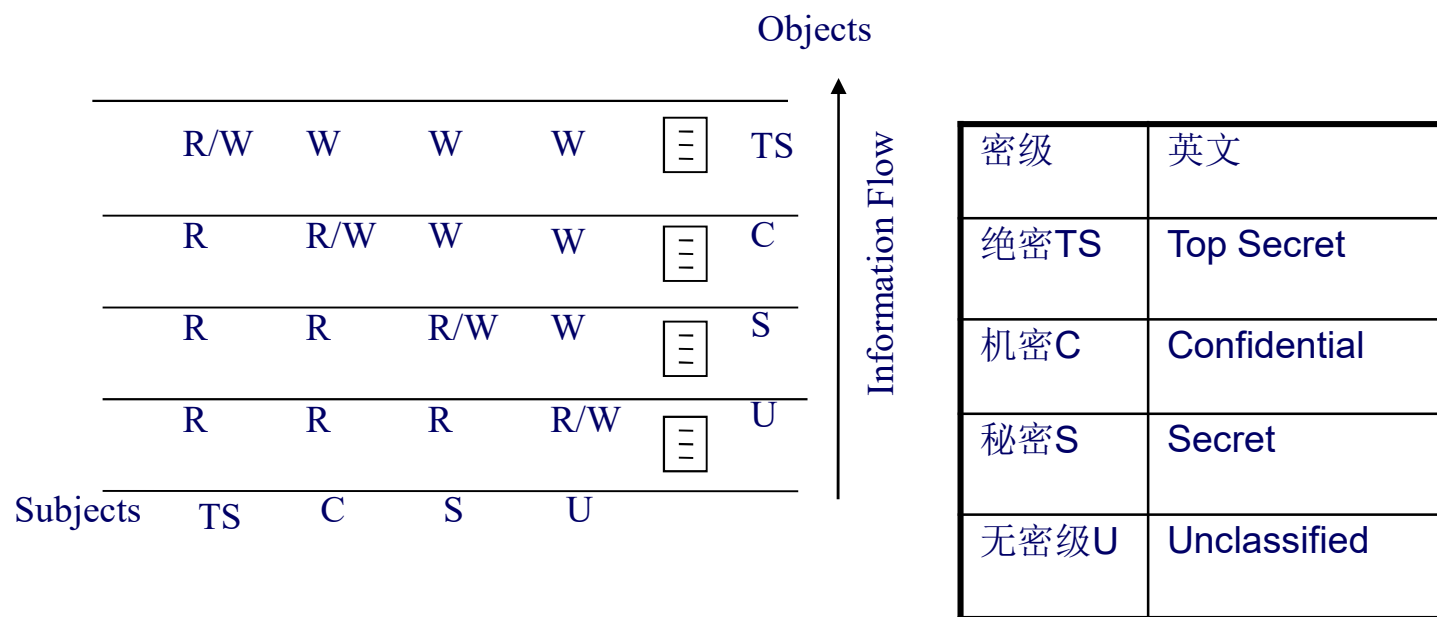 Objects
R/W W W W TS
R R/W W W C
R R R/W W S
R R R R/W U
Subjects TS C S U
Information Flow
密级 英文
绝密TS Top Secret
机密C Confidential
秘密S Secret
无密级U Unclassified